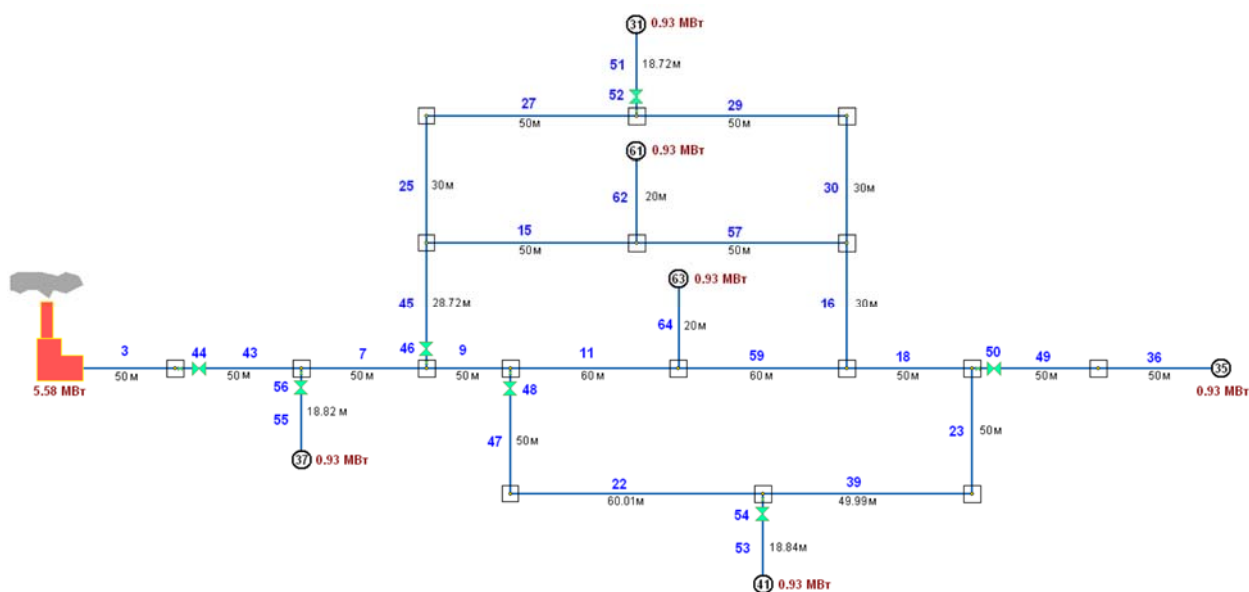 31 0.93 МВт
51 18.72м
52
27 29
50м 50м
61 0.93 МВт
25 30м 62 20м 30 30м
15 57
50м 50м
63 0.93 МВт
45 28.72м 64 20м 16 30м
3 44 43 7 46 9 11 59 18 50 49 36
50м 50м 50м 50м 60м 60м 50м 50м 50м 35
5.58 МВт 56 48 0.93 МВт
55 18.82 м
47 50м 23 50м
37 0.93 МВт
22 39
60.01м 49.99м
54
53 18.84м
41 0.93 МВт